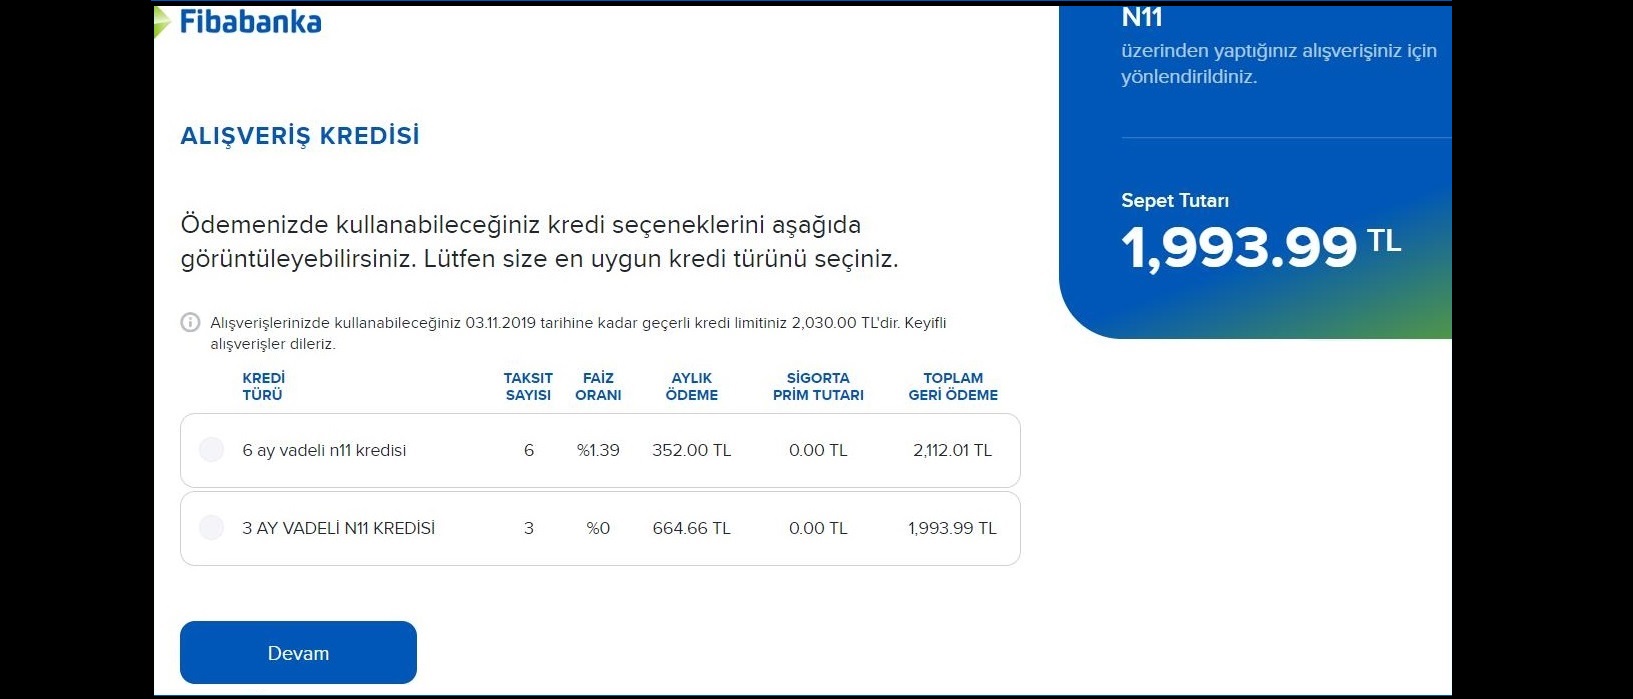 Fibabanka
N11
üzerinden yaptığınız alışverişiniz için
yönlendirildiniz.
Sepet Tutarı
1,993.99 TL
ALIŞVERİŞ KREDİSİ
Ödemenizde kullanabileceğiniz kredi seçeneklerini aşağıda
görüntüleyebilirsiniz. Lütfen size en uygun kredi türünü seçiniz.
Alışverişlerinizde kullanabileceğiniz 03.11.2019 tarihine kadar geçerli kredi limitiniz 2,030.00 TL'dir. Keyifli
alışverişler dileriz.
KREDİ TAKSIT FAİZ AYLIK SİGORTA TOPLAM
TÜRÜ SAYISI ORANI ÖDEME PRİM TUTARI GERİ ÖDEME
6 ay vadeli n11 kredisi 6 %1.39 352.00 TL 0.00 TL 2,112.01 TL
3 AY VADELİ N11 KREDİSİ 3 %0 664.66 TL 0.00 TL 1,993.99 TL
Devam